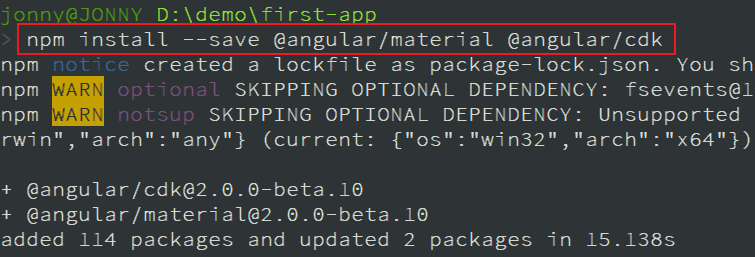 jonny@JONNY D:\demo\first-app
> npm install --save @angular/material @angular/cdk
npm notice created a lockfile as package-lock.json. You sh
npm WARN optional SKIPPING OPTIONAL DEPENDENCY: fsevents@1
npm WARN notsup SKIPPING OPTIONAL DEPENDENCY: Unsupported
rwin","arch":"any"} (current: {"os":"win32","arch":"x64"})
+ @angular/cdk@2.0.0-beta.10
+ @angular/material@2.0.0-beta.10
added 114 packages and updated 2 packages in 15.138s